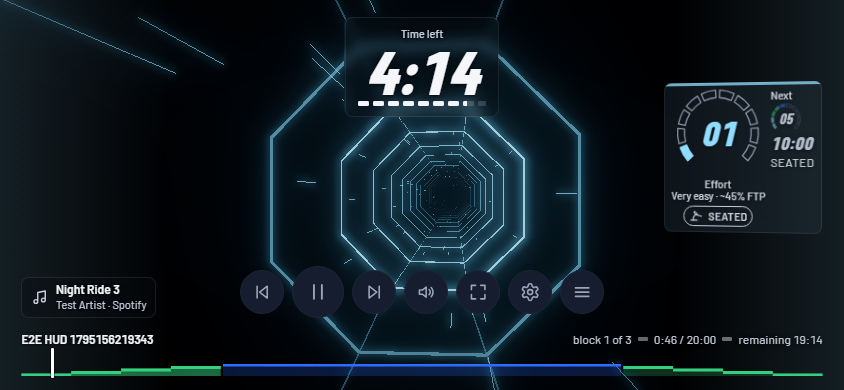 Time left
4:14
01
Next
05
10:00
SEATED
Effort
Very easy · ~45% FTP
SEATED
Night Ride 3
Test Artist · Spotify
E2E HUD 1795156219343
block 1 of 3
0:46 / 20:00
remaining 19:14